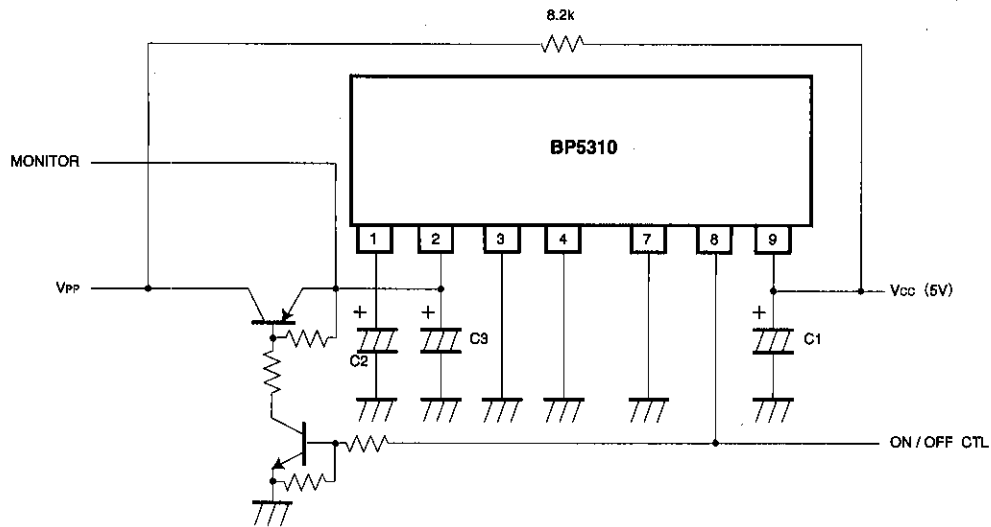 8.2k
BP5310
MONITOR
1 2 3 4 7 8 9
VPP
VCC (5V)
+ + +
C2 C3 C1
ON / OFF CTL